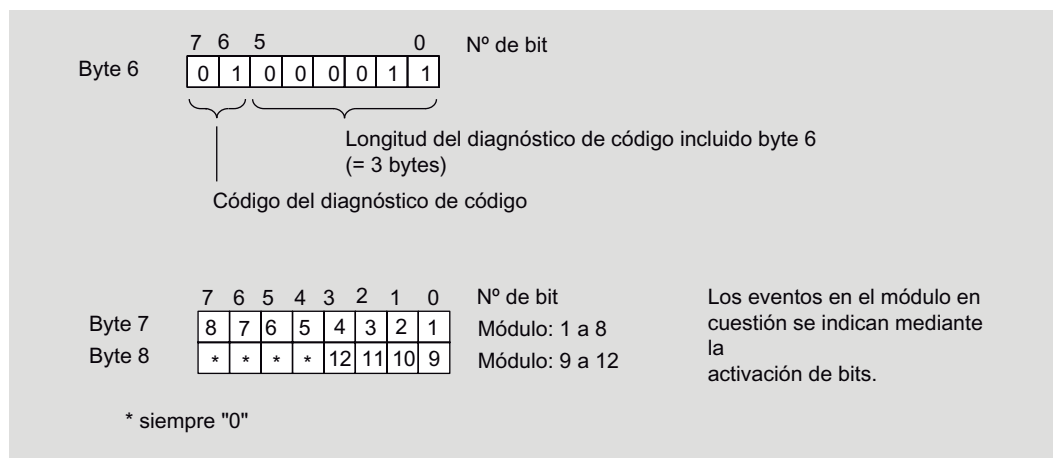 7 6 5 0 Nº de bit
Byte 6 0 1 0 0 0 0 1 1
Longitud del diagnóstico de código incluido byte 6
(= 3 bytes)
Código del diagnóstico de código
7 6 5 4 3 2 1 0 Nº de bit
Byte 7 8 7 6 5 4 3 2 1 Módulo: 1 a 8
Byte 8 * * * * 12 11 10 9 Módulo: 9 a 12
Los eventos en el módulo en
cuestión se indican mediante
la
activación de bits.
* siempre "0"